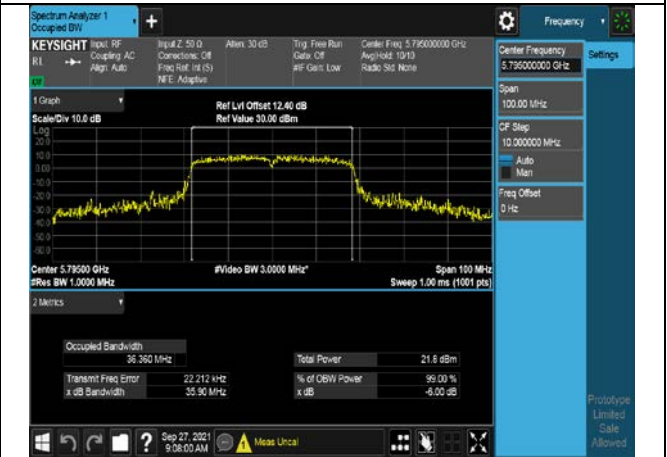 Spectrum Analyzer 1
Occupied BW
+
Frequency
KEYSIGHT
RL
Input: RF
Coupling: AC
Align: Auto
Input Z: 50 Ω
Corrections: Off
Freq Ref: Int (S)
NFE: Adaptive
Atten: 30 dB
Trig: Free Run
Gate: Off
#IF Gain: Low
Center Freq: 5.795000000 GHz
Avg|Hold: 10/10
Radio Std: None
Center Frequency
5.795000000 GHz
Settings
Span
100.00 MHz
CF Step
10.000000 MHz
Auto
Man
Freq Offset
0 Hz
1 Graph
Scale/Div 10.0 dB
Ref Lvl Offset 12.40 dB
Ref Value 30.00 dBm
Log
20.0
10.0
0.00
-10.0
-20.0
-30.0
-40.0
-50.0
-60.0
Center 5.79500 GHz
#Video BW 3.0000 MHz*
Span 100 MHz
#Res BW 1.0000 MHz
Sweep 1.00 ms (1001 pts)
2 Metrics
Occupied Bandwidth
36.360 MHz
Total Power 21.8 dBm
Transmit Freq Error 22.212 kHz
% of OBW Power 99.00 %
x dB Bandwidth 35.90 MHz
x dB -6.00 dB
Prototype
Limited
Sale
Allowed
?
Sep 27, 2021
9:08:00 AM
Meas Uncal